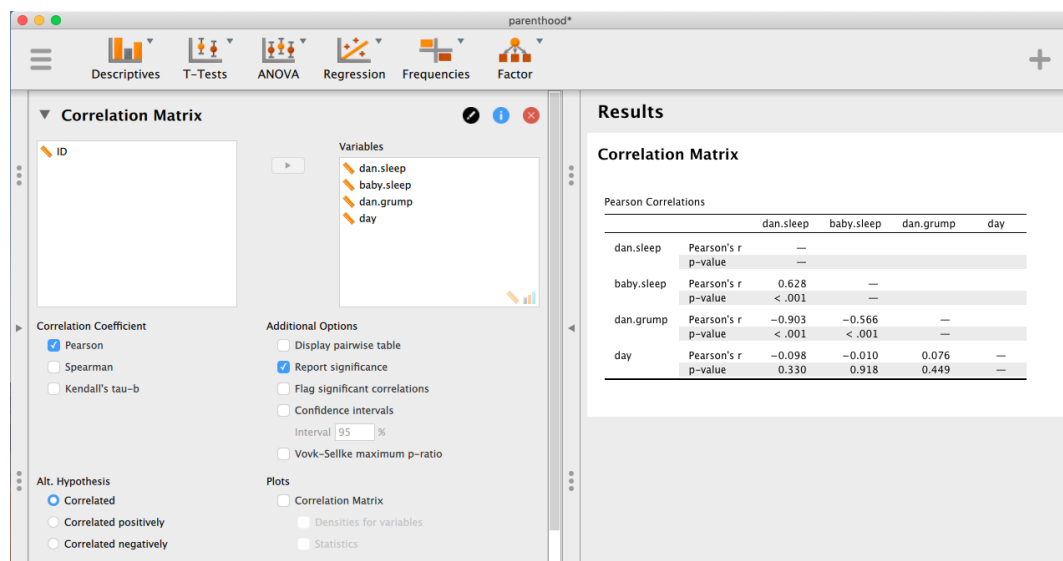 parenthood*
Descriptives T-Tests ANOVA Regression Frequencies Factor
Correlation Matrix
ID
Variables
dan.sleep
baby.sleep
dan.grump
day
Correlation Coefficient
Pearson
Spearman
Kendall's tau-b
Additional Options
Display pairwise table
Report significance
Flag significant correlations
Confidence intervals
Interval 95 %
Vovk-Sellke maximum p-ratio
Alt. Hypothesis
Correlated
Correlated positively
Correlated negatively
Plots
Correlation Matrix
Densities for variables
Statistics
Results
Correlation Matrix
Pearson Correlations
dan.sleep baby.sleep dan.grump day
dan.sleep Pearson's r —
p-value —
baby.sleep Pearson's r 0.628 —
p-value < .001 —
dan.grump Pearson's r −0.903 −0.566 —
p-value < .001 < .001 —
day Pearson's r −0.098 −0.010 0.076 —
p-value 0.330 0.918 0.449 —